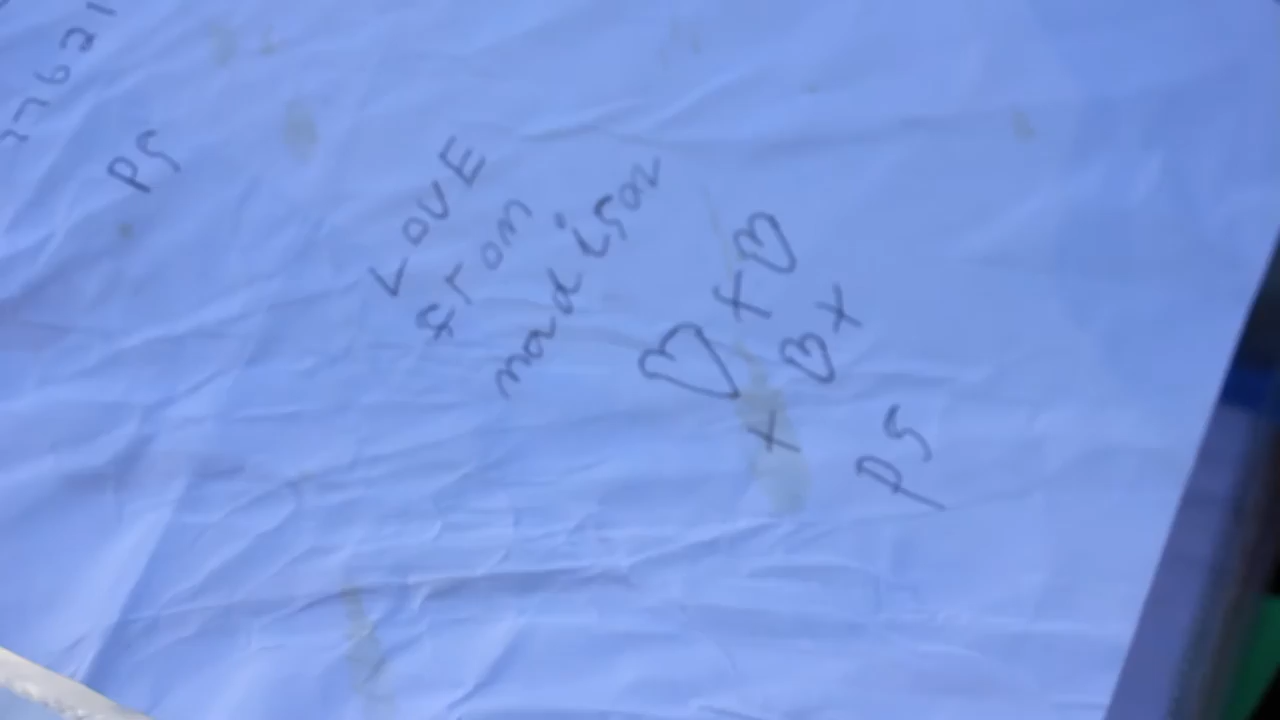 PS
LOVE
from
madison
♡ x ♡
x ♡ x
PS